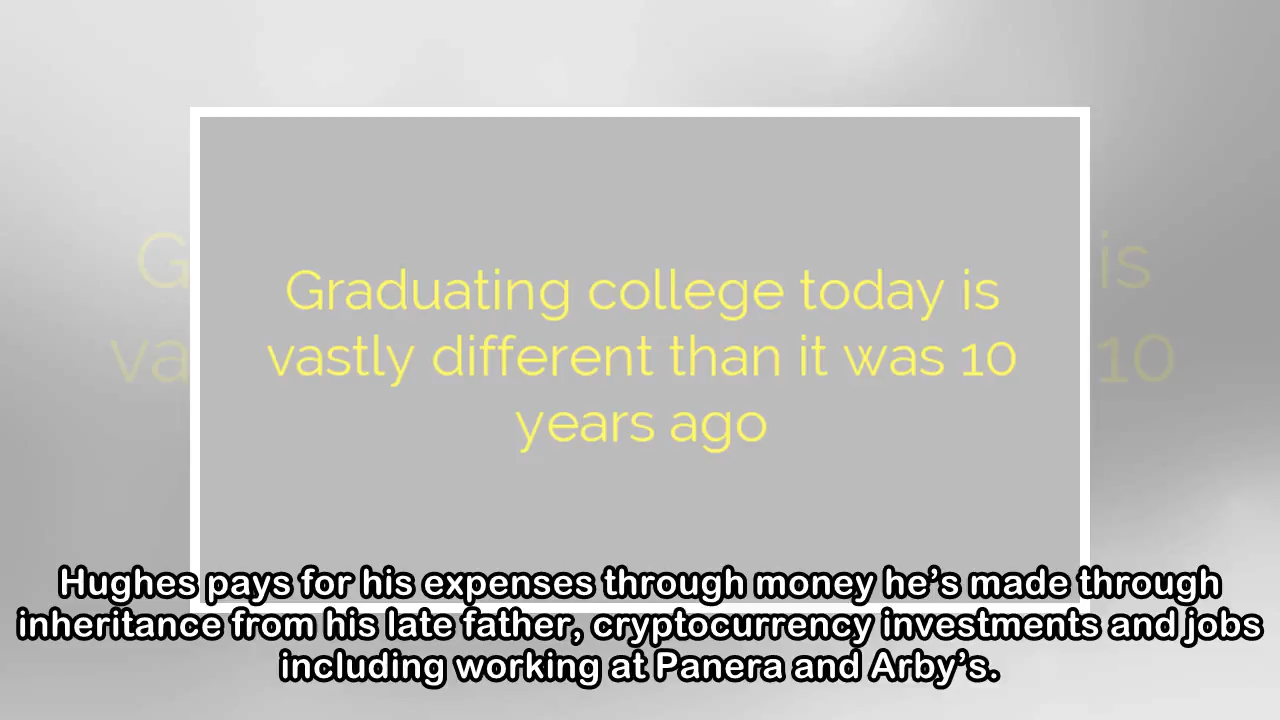 Graduating college today is
vastly different than it was 10
years ago
Hughes pays for his expenses through money he’s made through
inheritance from his late father, cryptocurrency investments and jobs
including working at Panera and Arby’s.